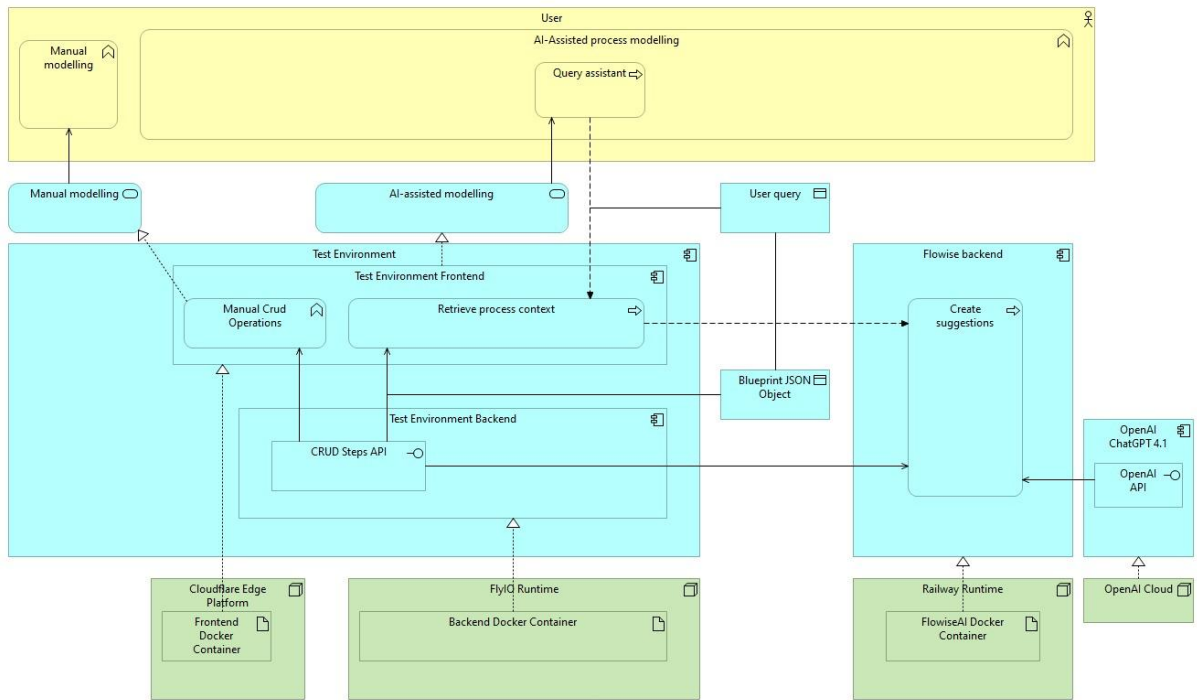 User
AI-Assisted process modelling
Manual
modelling
Query assistant
Manual modelling
AI-assisted modelling
User query
Test Environment
Flowise backend
Test Environment Frontend
Manual Crud
Operations
Retrieve process context
Create
suggestions
Blueprint JSON
Object
Test Environment Backend
CRUD Steps API
OpenAI
ChatGPT 4.1
OpenAI
API
Cloudflare Edge
Platform
FlyIO Runtime
Railway Runtime
OpenAI Cloud
Frontend
Docker
Container
Backend Docker Container
FlowiseAI Docker
Container